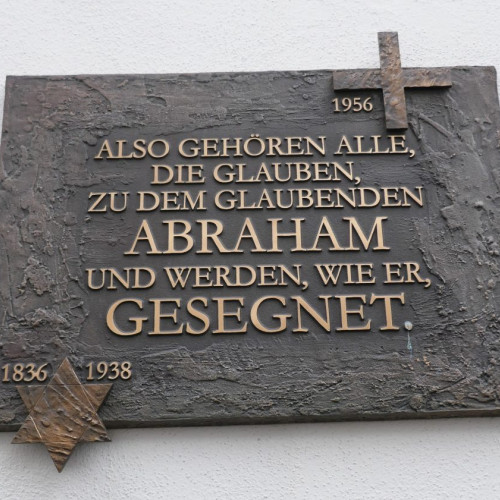 1956
ALSO GEHÖREN ALLE,
DIE GLAUBEN,
ZU DEM GLAUBENDEN
ABRAHAM
UND WERDEN, WIE ER,
GESEGNET.
1836 1938